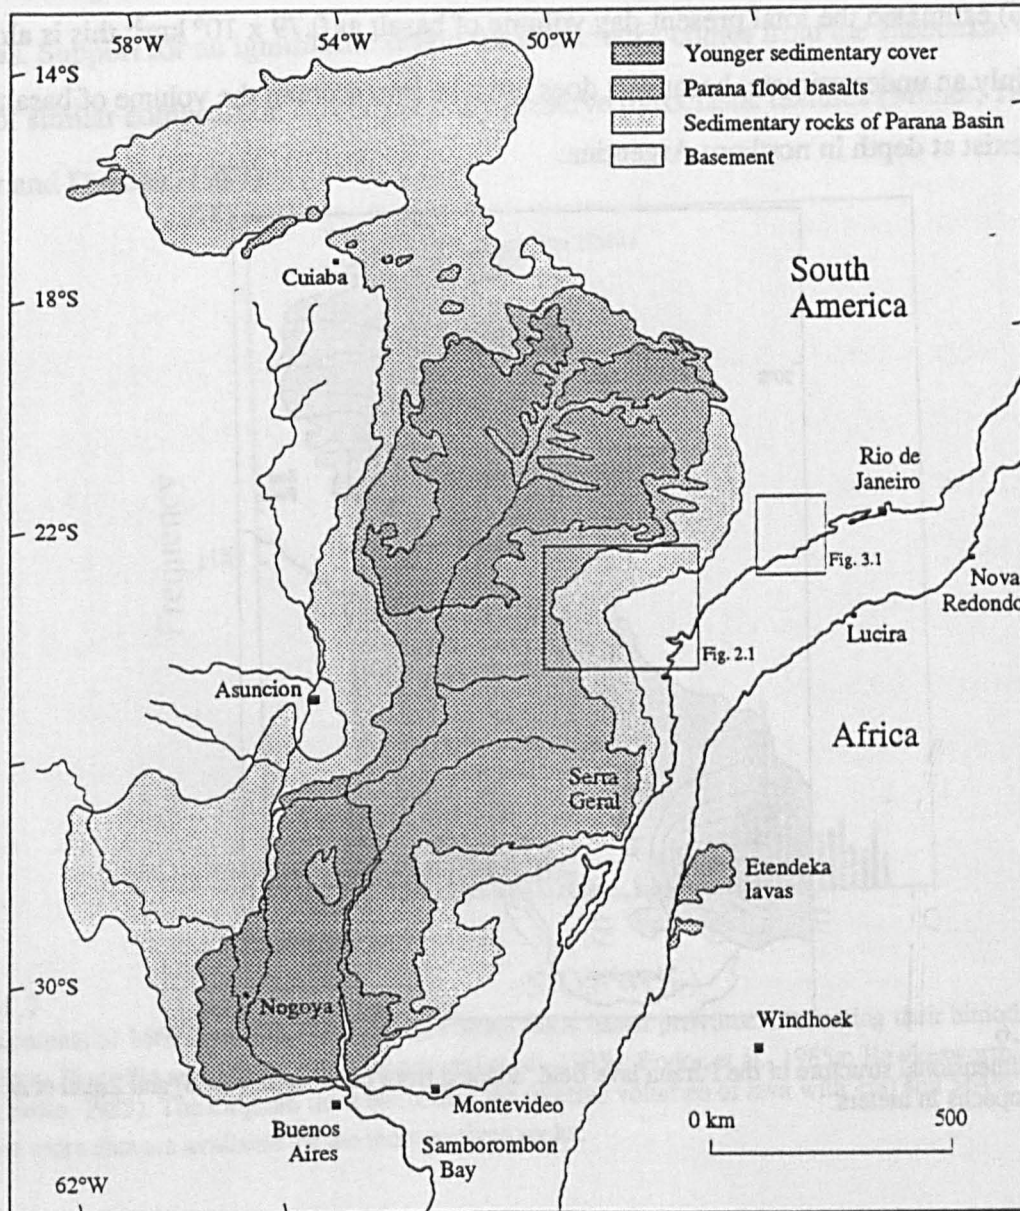 58°W
54°W
50°W
14°S
Younger sedimentary cover
Parana flood basalts
Sedimentary rocks of Parana Basin
Basement
Cuiaba
18°S
South
America
Rio de
Janeiro
22°S
Fig. 3.1
Nova
Redondo
Lucira
Fig. 2.1
Asuncion
Africa
Serra
Geral
Etendeka
lavas
30°S
Nogoya
Windhoek
Montevideo
0 km
500
Buenos
Aires
Samborombon
Bay
62°W